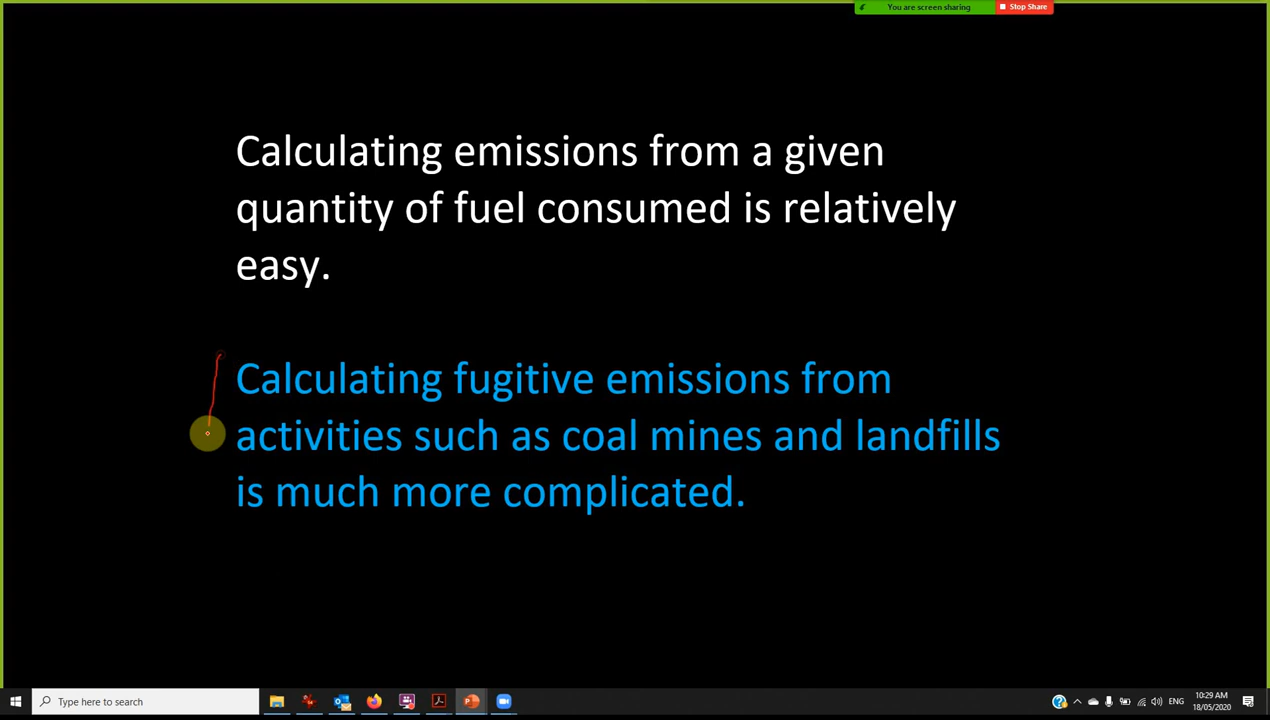 You are screen sharing
Stop Share
Calculating emissions from a given
quantity of fuel consumed is relatively
easy.
Calculating fugitive emissions from
activities such as coal mines and landfills
is much more complicated.
Type here to search
ENG
10:29 AM
18/05/2020